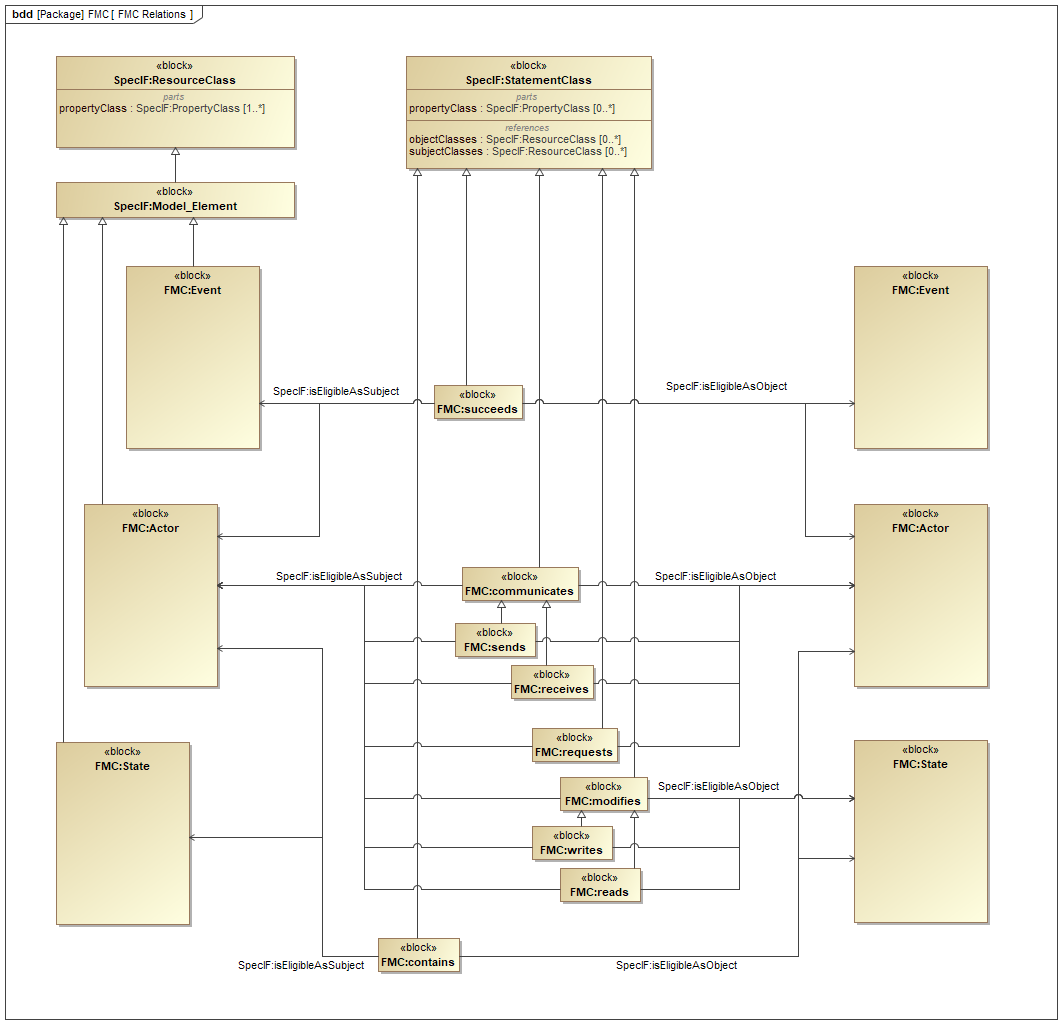 bdd [Package] FMC [ FMC Relations ]
«block»
SpecIF:ResourceClass
parts
propertyClass : SpecIF:PropertyClass [1..*]
«block»
SpecIF:StatementClass
parts
propertyClass : SpecIF:PropertyClass [0..*]
references
objectClasses : SpecIF:ResourceClass [0..*]
subjectClasses : SpecIF:ResourceClass [0..*]
«block»
SpecIF:Model_Element
«block»
FMC:Event
«block»
FMC:Event
SpecIF:isEligibleAsSubject
«block»
FMC:succeeds
SpecIF:isEligibleAsObject
«block»
FMC:Actor
«block»
FMC:Actor
SpecIF:isEligibleAsSubject
«block»
FMC:communicates
SpecIF:isEligibleAsObject
«block»
FMC:sends
«block»
FMC:receives
«block»
FMC:requests
«block»
FMC:State
«block»
FMC:State
«block»
FMC:modifies
SpecIF:isEligibleAsObject
«block»
FMC:writes
«block»
FMC:reads
«block»
FMC:contains
SpecIF:isEligibleAsSubject
SpecIF:isEligibleAsObject